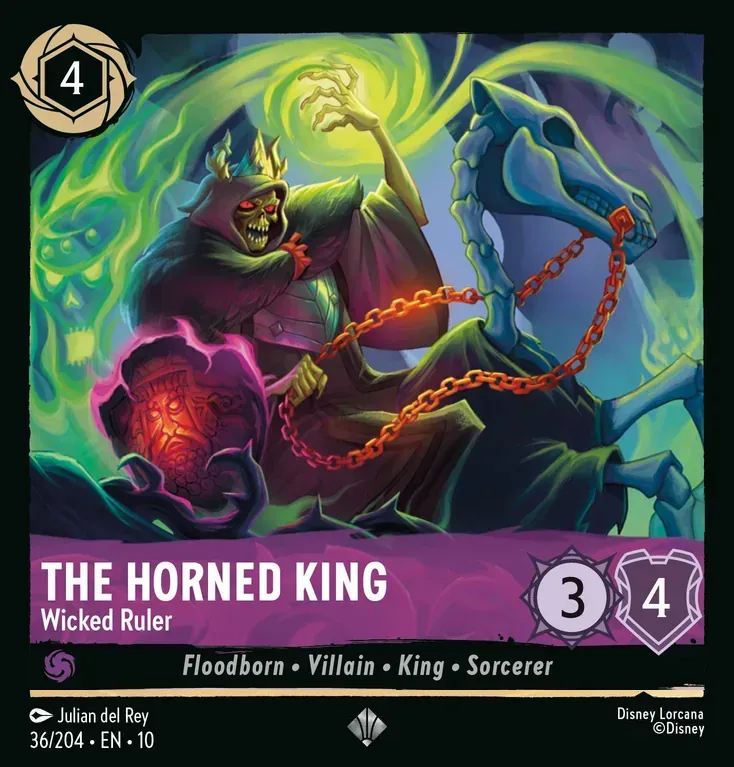 4
THE HORNED KING
Wicked Ruler
3
4
Floodborn • Villain • King • Sorcerer
Julian del Rey
36/204 • EN • 10
Disney Lorcana
©Disney